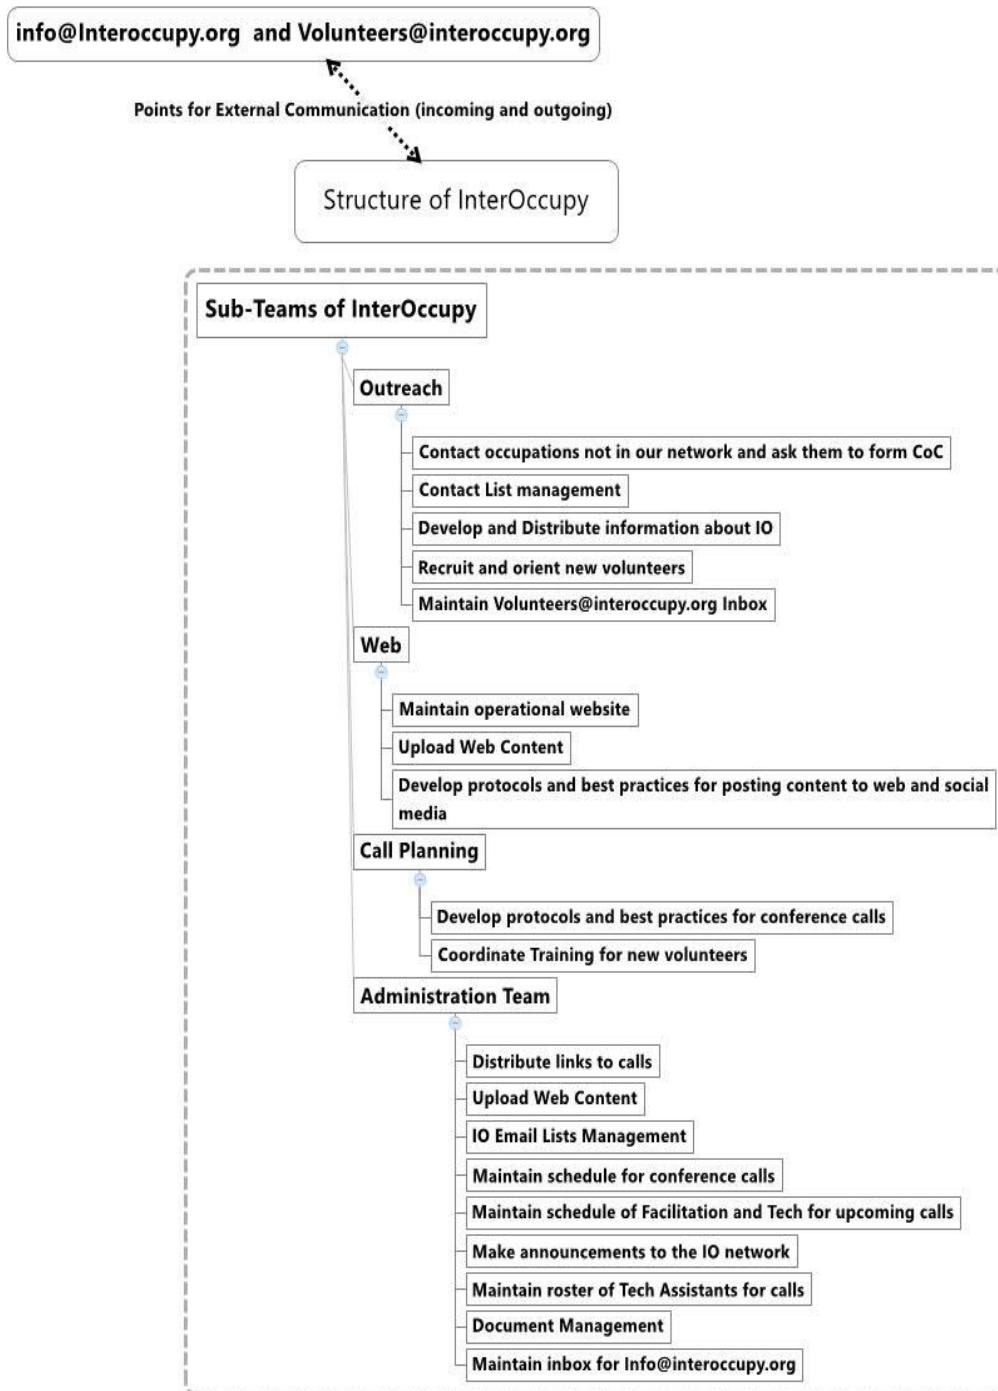 info@Interoccupy.org and Volunteers@interoccupy.org
Points for External Communication (incoming and outgoing)
Structure of InterOccupy
Sub-Teams of InterOccupy
Outreach
Contact occupations not in our network and ask them to form CoC
Contact List management
Develop and Distribute information about IO
Recruit and orient new volunteers
Maintain Volunteers@interoccupy.org Inbox
Web
Maintain operational website
Upload Web Content
Develop protocols and best practices for posting content to web and social
media
Call Planning
Develop protocols and best practices for conference calls
Coordinate Training for new volunteers
Administration Team
Distribute links to calls
Upload Web Content
IO Email Lists Management
Maintain schedule for conference calls
Maintain schedule of Facilitation and Tech for upcoming calls
Make announcements to the IO network
Maintain roster of Tech Assistants for calls
Document Management
Maintain inbox for Info@interoccupy.org